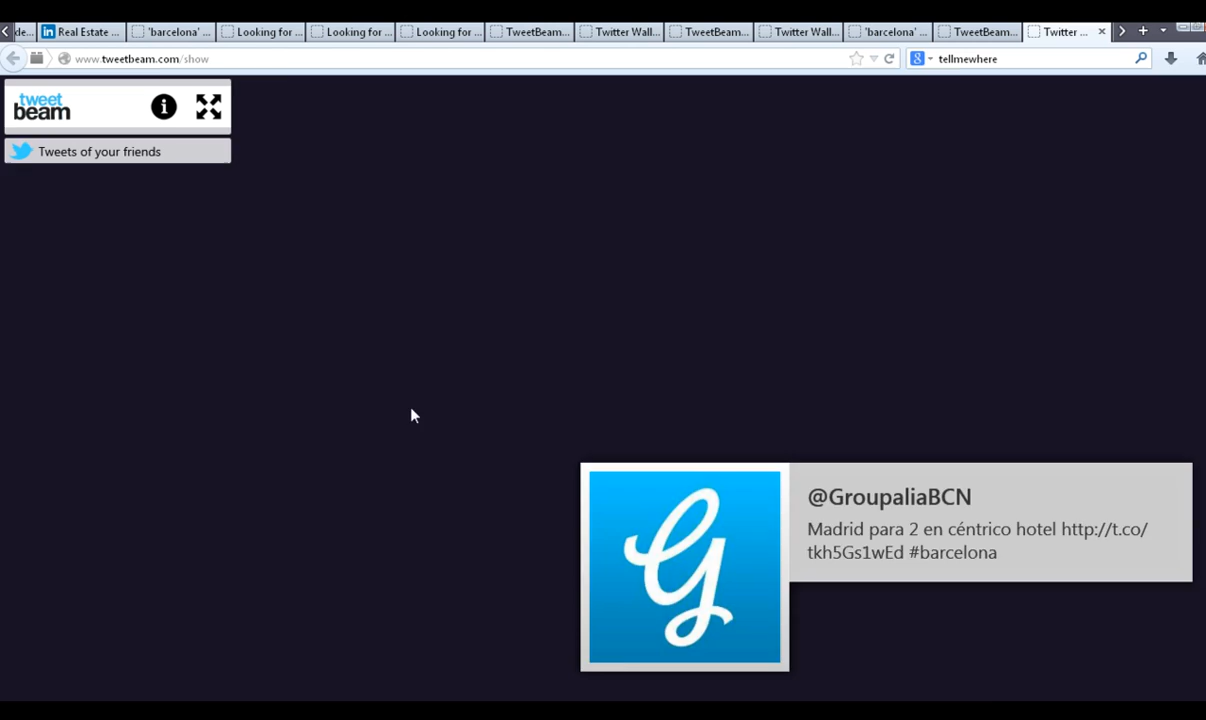 de...
Real Estate ...
'barcelona' ...
Looking for ...
Looking for ...
Looking for ...
TweetBeam...
Twitter Wall...
TweetBeam...
Twitter Wall...
'barcelona' ...
TweetBeam...
Twitter ...
www.tweetbeam.com/show
tellmewhere
tweet
beam
Tweets of your friends
@GroupaliaBCN
Madrid para 2 en céntrico hotel http://t.co/
tkh5Gs1wEd #barcelona